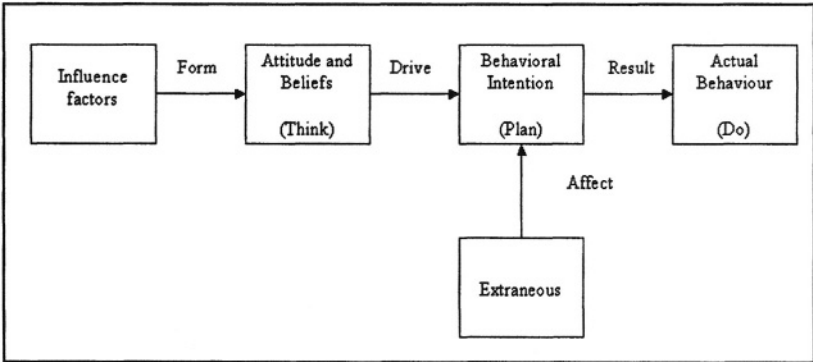 Influence
factors
Form
Attitude and
Beliefs
(Think)
Drive
Behavioral
Intention
(Plan)
Result
Actual
Behaviour
(Do)
Affect
Extraneous